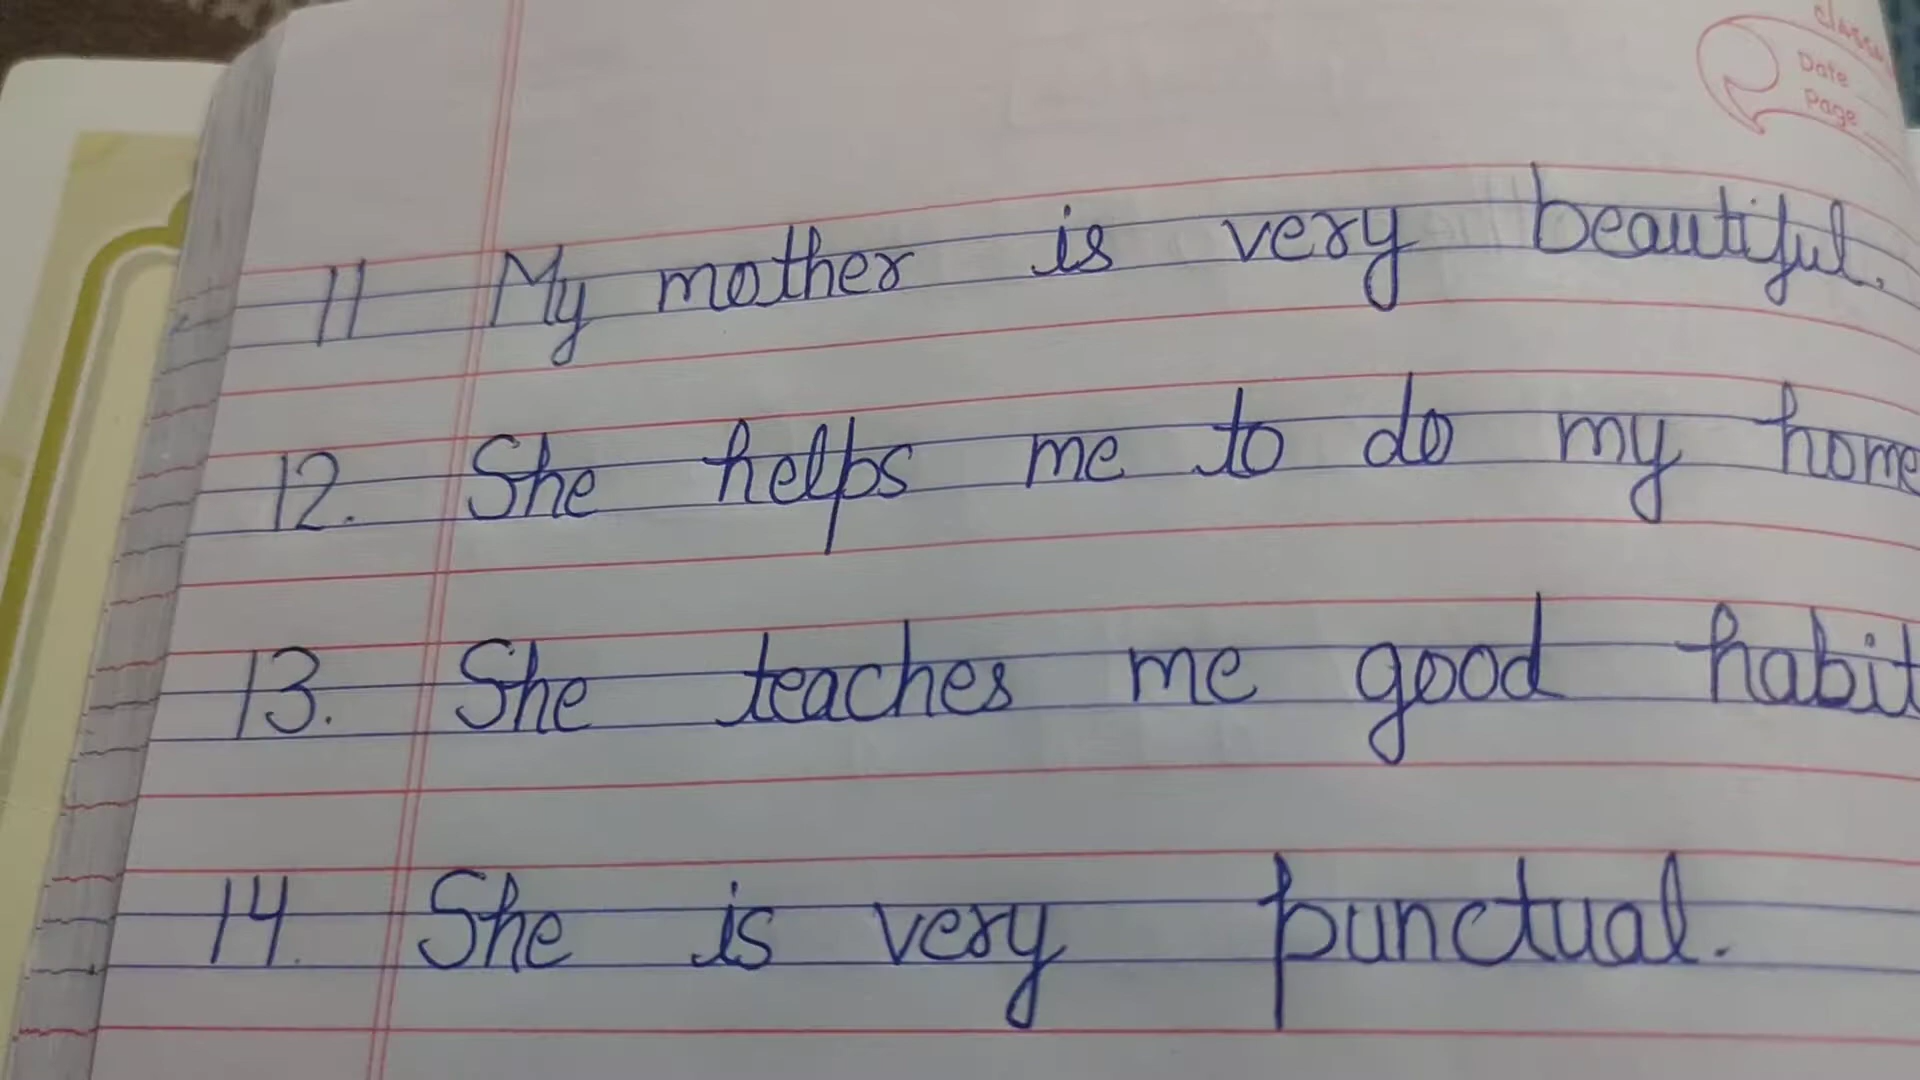 Date
Page
11 My mother is very beautiful.
12. She helps me to do my home
13. She teaches me good habit
14. She is very punctual.